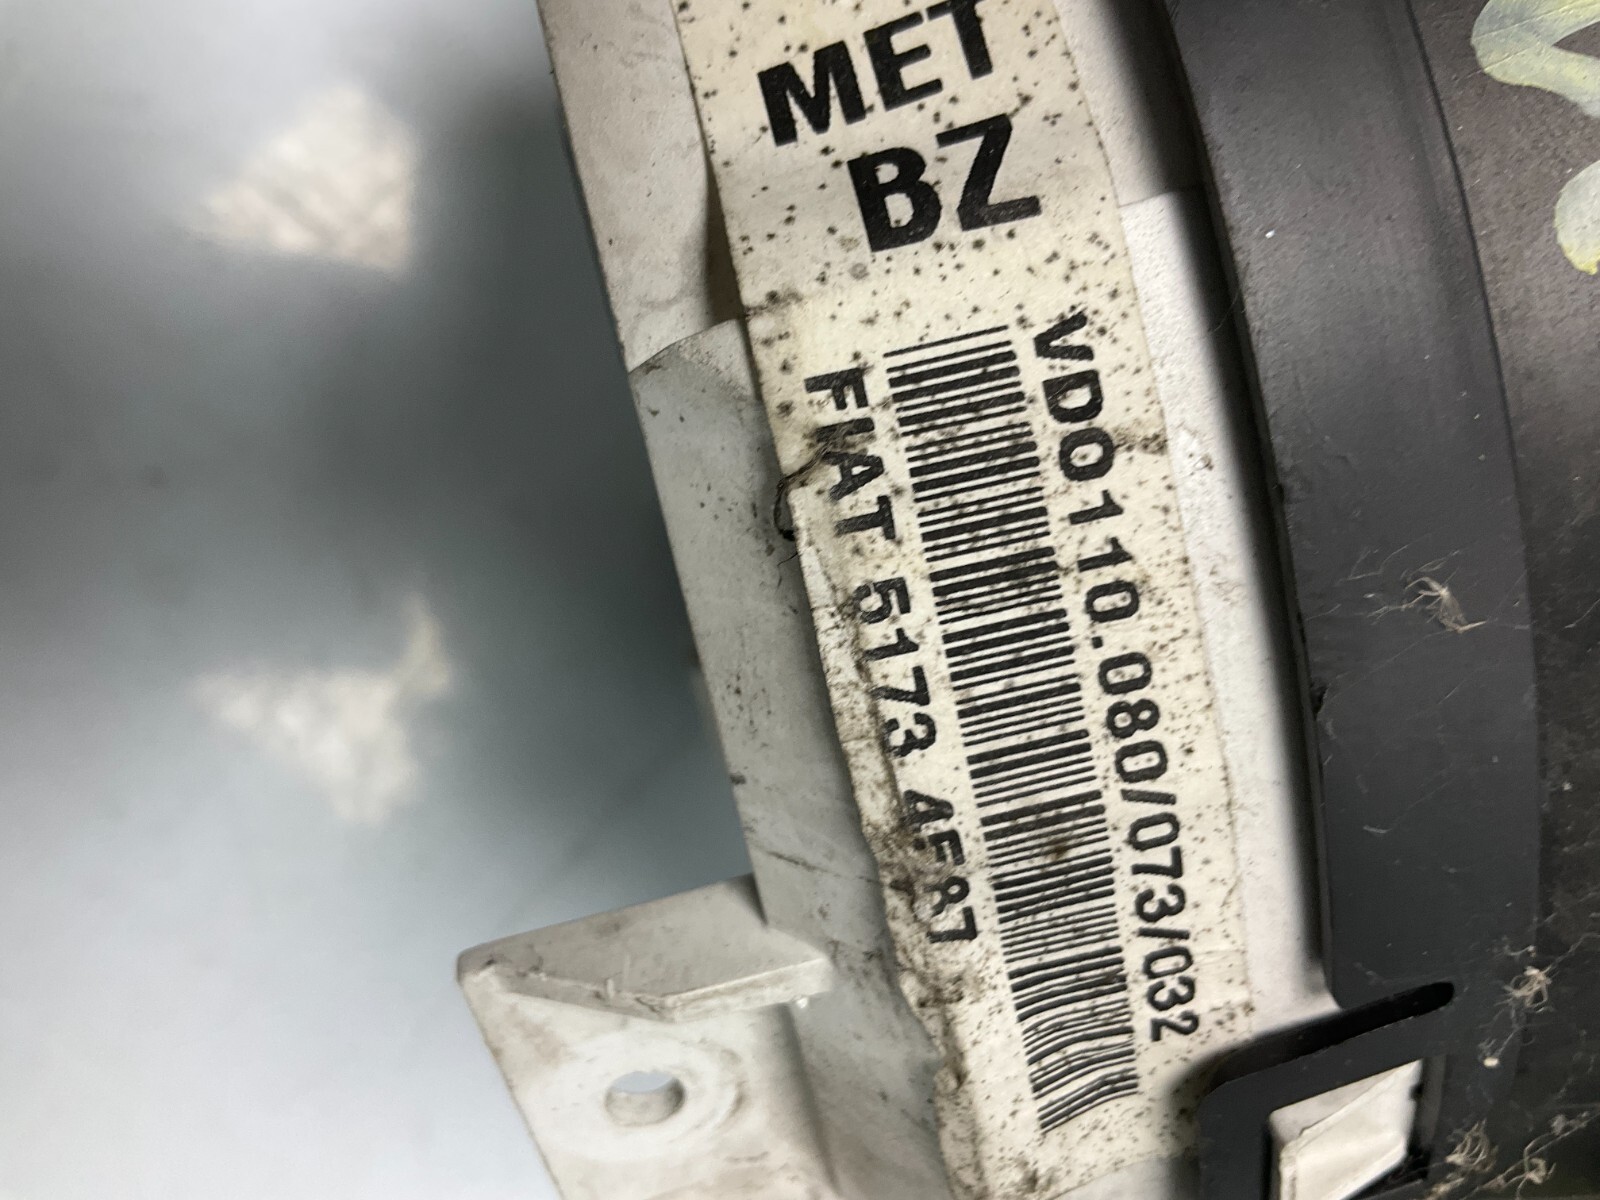 MET
BZ
VDO110.080/073/032
FIAT 5173 4587